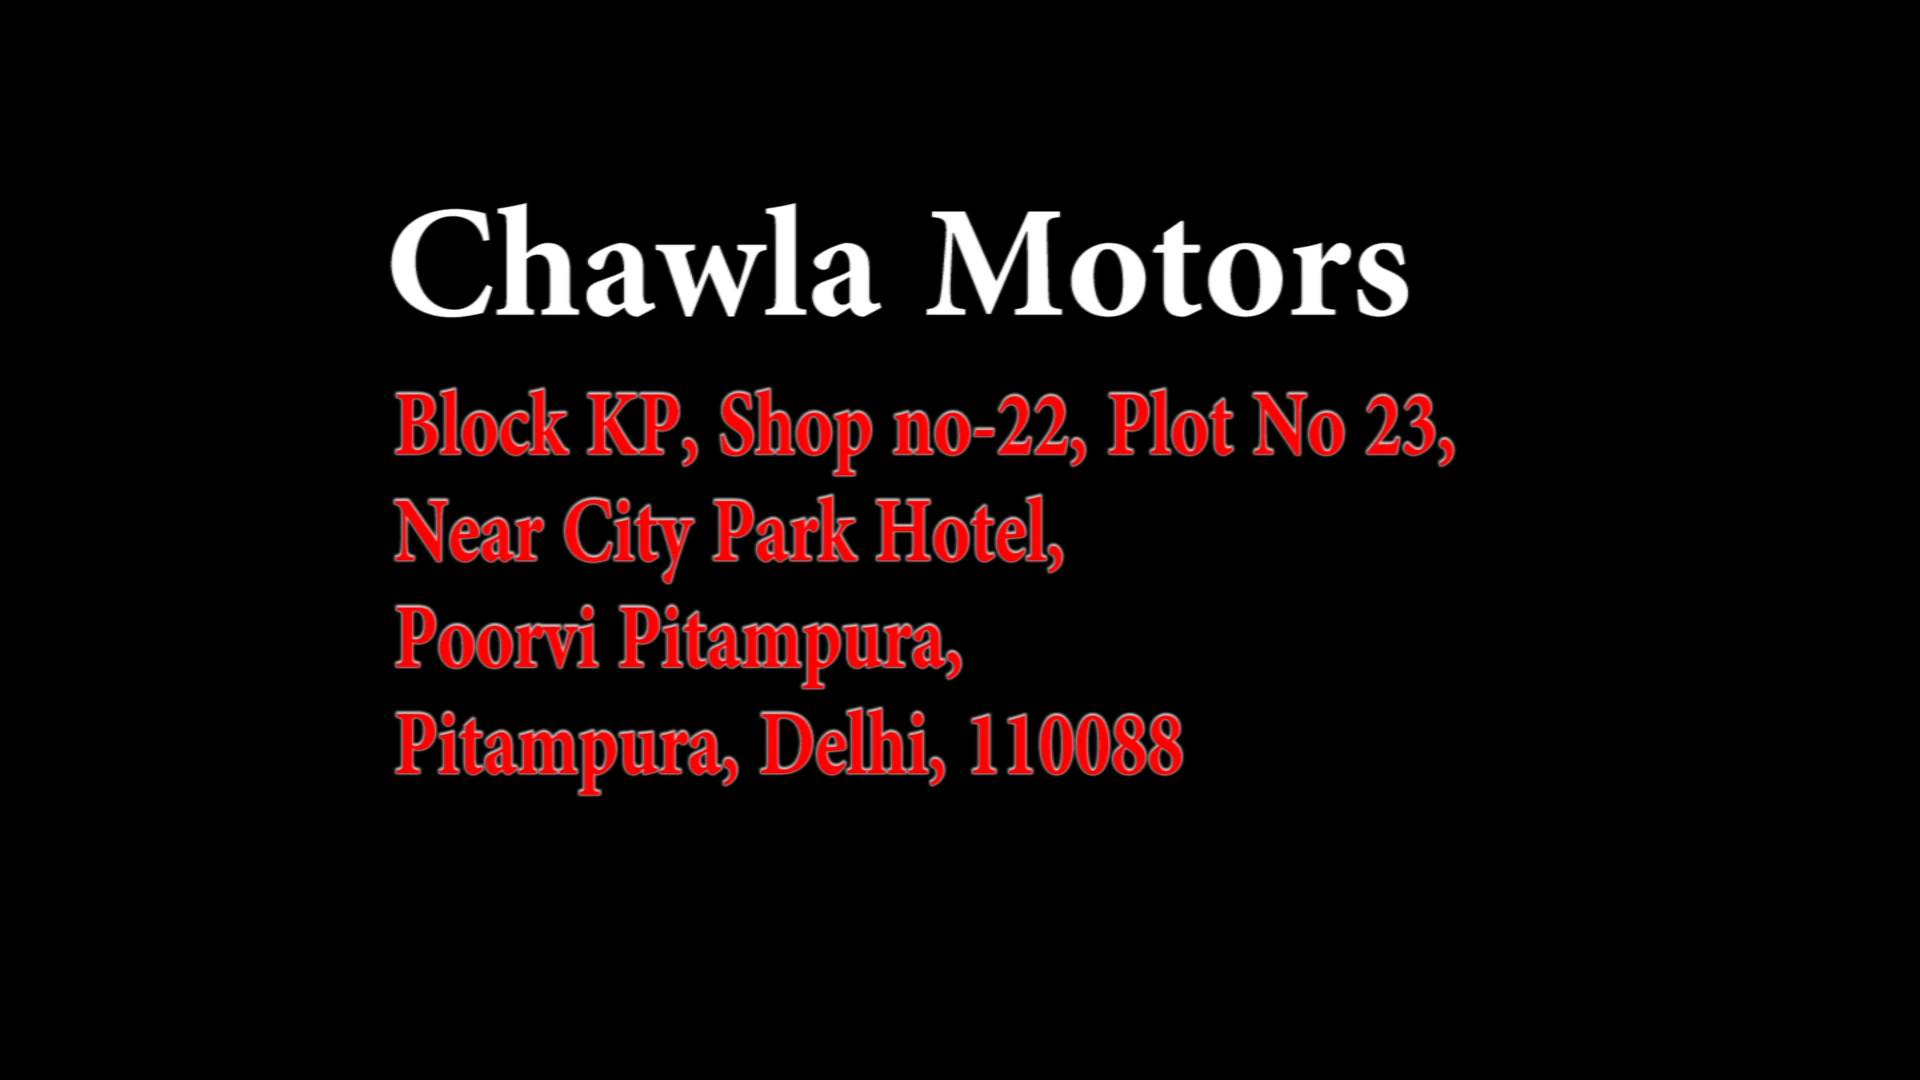 Chawla Motors
Block KP, Shop no-22, Plot No 23,
Near City Park Hotel,
Poorvi Pitampura,
Pitampura, Delhi, 110088